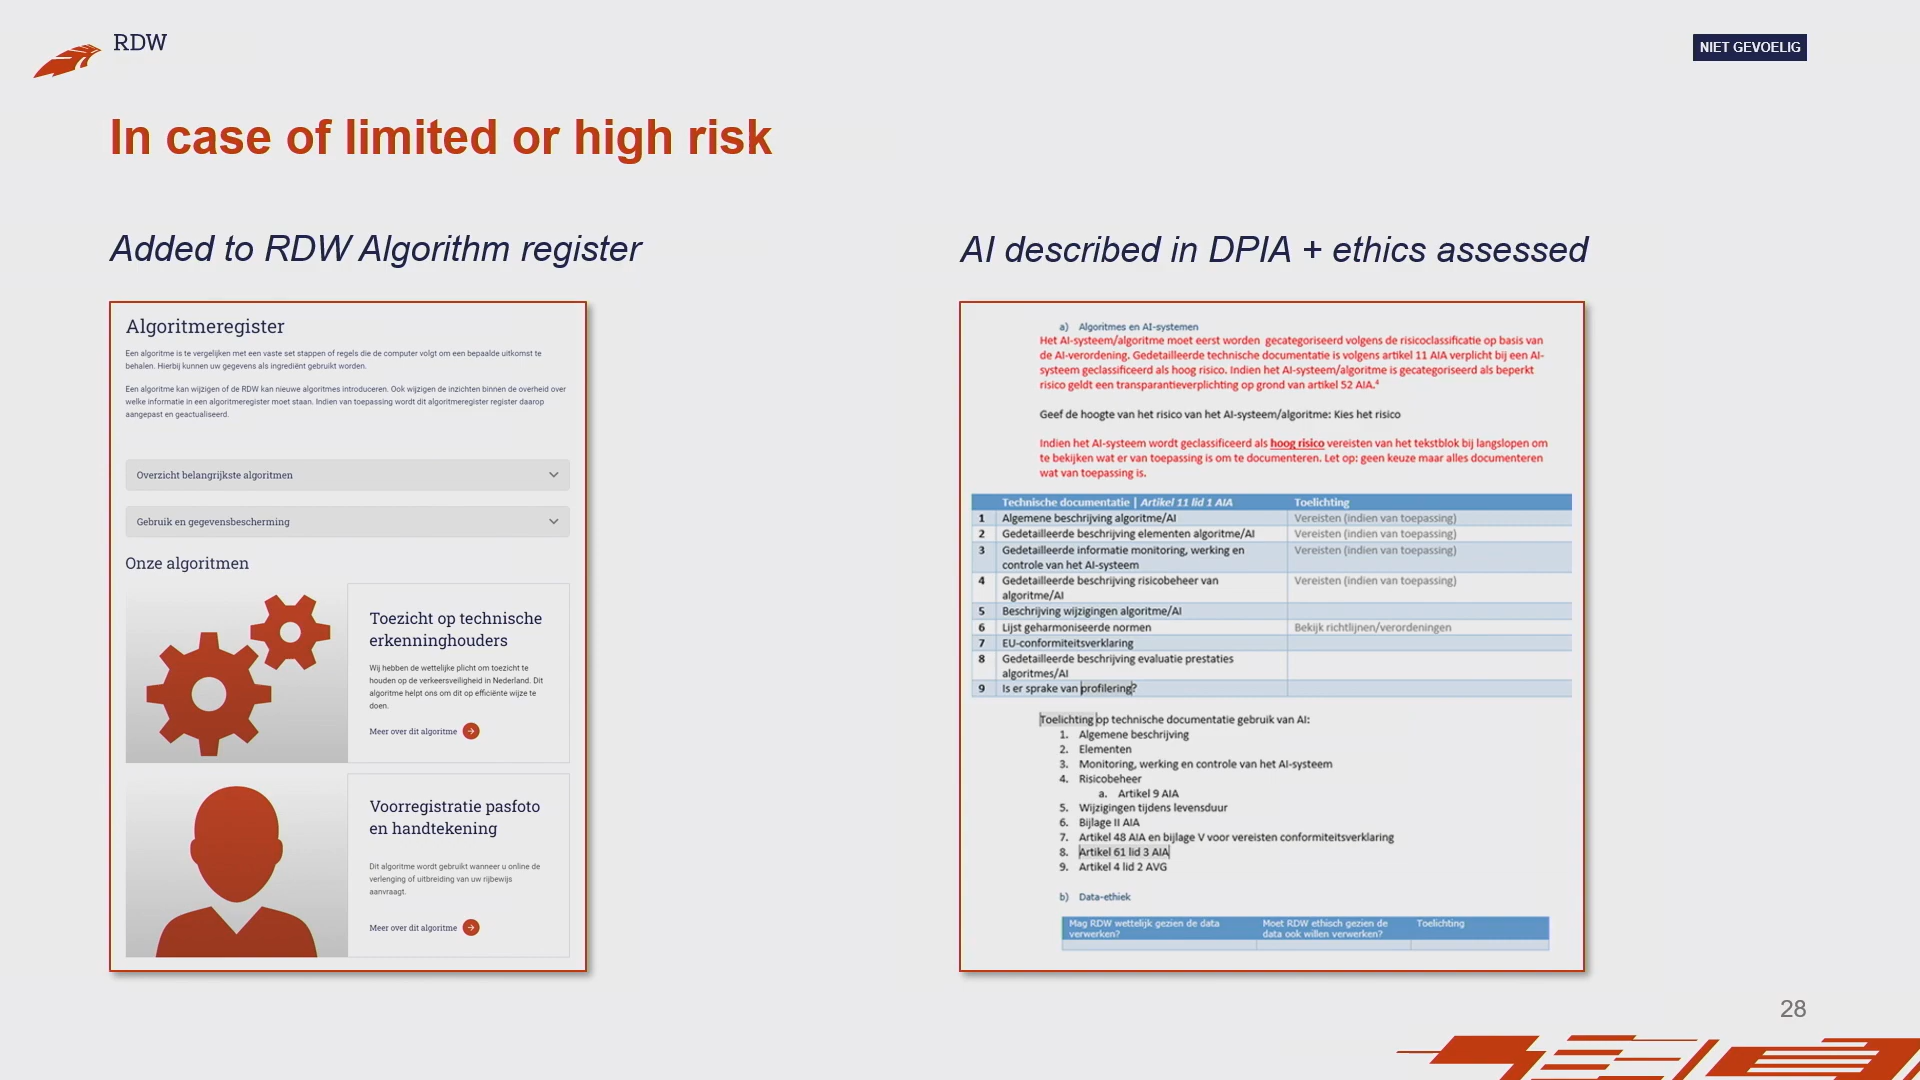 RDW
NIET GEVOELIG
In case of limited or high risk
Added to RDW Algorithm register
Algoritmeregister
Een algoritme is te vergelijken met een vaste set stappen of regels die de computer volgt om een bepaalde uitkomst te
behalen. Hierbij kunnen uw gegevens als ingrediënt gebruikt worden.
Een algoritme kan wijzigen of de RDW kan nieuwe algoritmes introduceren. Ook wijzigen de inzichten binnen de overheid over
welke informatie in een algoritmeregister moet staan. Indien van toepassing wordt dit algoritmeregister register daarop
aangepast en geactualiseerd.
Overzicht belangrijkste algoritmen
Gebruik en gegevensbescherming
Onze algoritmen
Toezicht op technische
erkenninghouders
Wij hebben de wettelijke plicht om toezicht te
houden op de verkeersveiligheid in Nederland. Dit
algoritme helpt ons om dit op efficiënte wijze te
doen.
Meer over dit algoritme
Voorregistratie pasfoto
en handtekening
Dit algoritme wordt gebruikt wanneer u online de
verlenging of uitbreiding van uw rijbewijs
aanvraagt.
Meer over dit algoritme
AI described in DPIA + ethics assessed
a) Algoritmes en AI-systemen
Het AI-systeem/algoritme moet eerst worden gecategoriseerd volgens de risicoclassificatie op basis van
de AI-verordening. Gedetailleerde technische documentatie is volgens artikel 11 AIA verplicht bij een AI-
systeem geclassificeerd als hoog risico. Indien het AI-systeem/algoritme is gecategoriseerd als beperkt
risico geldt een transparantieverplichting op grond van artikel 52 AIA.⁴
Geef de hoogte van het risico van het AI-systeem/algoritme: Kies het risico
Indien het AI-systeem wordt geclassificeerd als hoog risico vereisten van het tekstblok bij langslopen om
te bekijken wat er van toepassing is om te documenteren. Let op: geen keuze maar alles documenteren
wat van toepassing is.
Technische documentatie | Artikel 11 lid 1 AIA Toelichting
1 Algemene beschrijving algoritme/AI Vereisten (indien van toepassing)
2 Gedetailleerde beschrijving elementen algoritme/AI Vereisten (indien van toepassing)
3 Gedetailleerde informatie monitoring, werking en Vereisten (indien van toepassing)
controle van het AI-systeem
4 Gedetailleerde beschrijving risicobeheer van Vereisten (indien van toepassing)
algoritme/AI
5 Beschrijving wijzigingen algoritme/AI
6 Lijst geharmoniseerde normen Bekijk richtlijnen/verordeningen
7 EU-conformiteitsverklaring
8 Gedetailleerde beschrijving evaluatie prestaties
algoritmes/AI
9 Is er sprake van profilering?
Toelichting op technische documentatie gebruik van AI:
1. Algemene beschrijving
2. Elementen
3. Monitoring, werking en controle van het AI-systeem
4. Risicobeheer
a. Artikel 9 AIA
5. Wijzigingen tijdens levensduur
6. Bijlage II AIA
7. Artikel 48 AIA en bijlage V voor vereisten conformiteitsverklaring
8. Artikel 61 lid 3 AIA
9. Artikel 4 lid 2 AVG
b) Data-ethiek
Mag RDW wettelijk gezien de data Moet RDW ethisch gezien de Toelichting
verwerken? data ook willen verwerken?
28